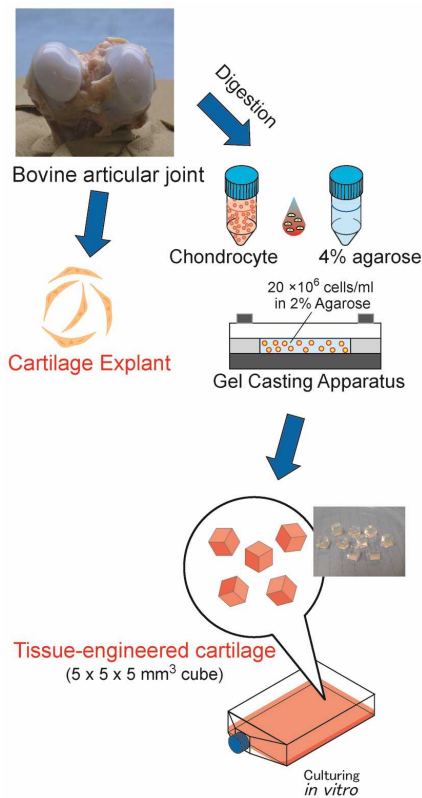 Digestion
Bovine articular joint
Chondrocyte
4% agarose
20 ×10⁶ cells/ml
in 2% Agarose
Cartilage Explant
Gel Casting Apparatus
Tissue-engineered cartilage
(5 x 5 x 5 mm³ cube)
Culturing
in vitro